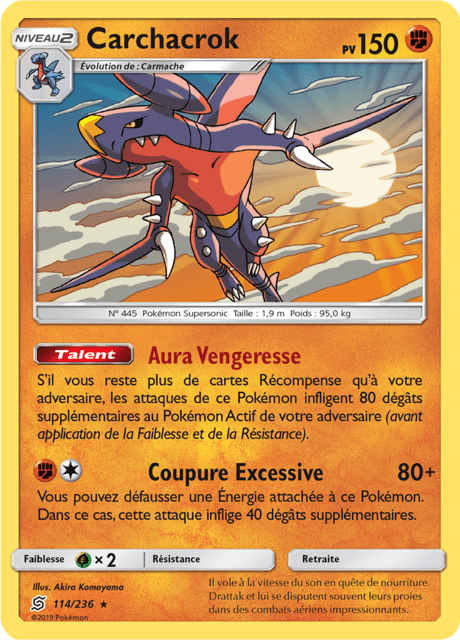 NIVEAU 2
Carchacrok
PV 150
Évolution de : Carmache
N° 445 Pokémon Supersonic Taille : 1,9 m Poids : 95,0 kg
Talent Aura Vengeresse
S'il vous reste plus de cartes Récompense qu'à votre
adversaire, les attaques de ce Pokémon infligent 80 dégâts
supplémentaires au Pokémon Actif de votre adversaire (avant
application de la Faiblesse et de la Résistance).
Coupure Excessive 80+
Vous pouvez défausser une Énergie attachée à ce Pokémon.
Dans ce cas, cette attaque inflige 40 dégâts supplémentaires.
Faiblesse × 2 Résistance Retraite
Illus. Akira Komayama
114/236 ★
©2019 Pokémon
Il vole à la vitesse du son en quête de nourriture.
Drattak et lui se disputent souvent leurs proies
dans des combats aériens impressionnants.